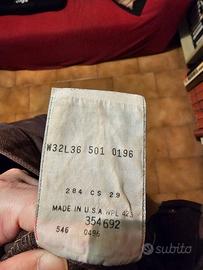 W32L36 501 0196
284 CS 29
MADE IN U.S.A WPL 423
354692
546 0496
subito